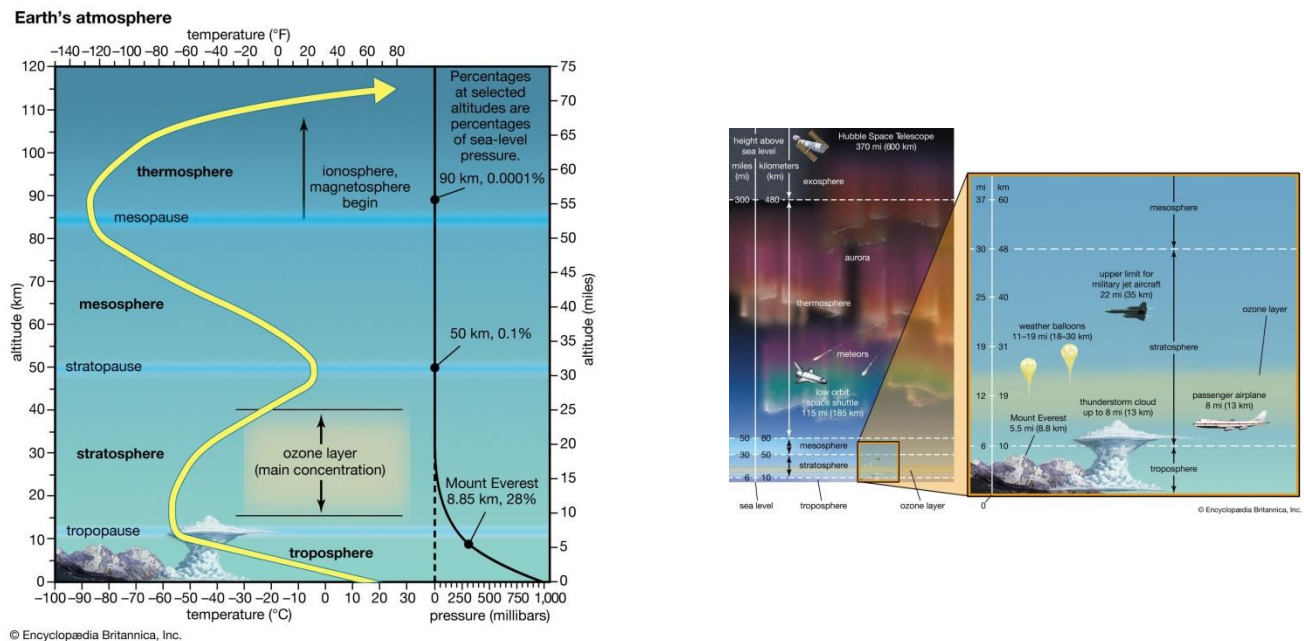 Earth's atmosphere
temperature (°F)
−140 −120 −100 −80 −60 −40 −20 0 20 40 60 80
altitude (km)
120
110
100
90
80
70
60
50
40
30
20
10
0
thermosphere
mesopause
mesosphere
stratopause
stratosphere
tropopause
troposphere
ionosphere,
magnetosphere
begin
ozone layer
(main concentration)
Percentages
at selected
altitudes are
percentages
of sea-level
pressure.
90 km, 0.0001%
50 km, 0.1%
Mount Everest
8.85 km, 28%
75
70
65
60
55
50
45
40
35
30
25
20
15
10
5
0
altitude (miles)
−100 −90 −80 −70 −60 −50 −40 −30 −20 −10 0 10 20 30
temperature (°C)
0 250 500 750 1,000
pressure (millibars)
© Encyclopædia Britannica, Inc.
height above
sea level
miles
(mi)
kilometers
(km)
Hubble Space Telescope
370 mi (600 km)
exosphere
300 480
aurora
thermosphere
meteors
low orbit
space shuttle
115 mi (185 km)
50 80
mesosphere
30 50
stratosphere
6 10
sea level
troposphere
ozone layer
mi km
37 60
mesosphere
30 48
upper limit for
military jet aircraft
22 mi (35 km)
25 40
ozone layer
weather balloons
11–19 mi (18–30 km)
19 31
stratosphere
12 19
thunderstorm cloud
up to 8 mi (13 km)
passenger airplane
8 mi (13 km)
Mount Everest
5.5 mi (8.8 km)
6 10
troposphere
0
© Encyclopædia Britannica, Inc.